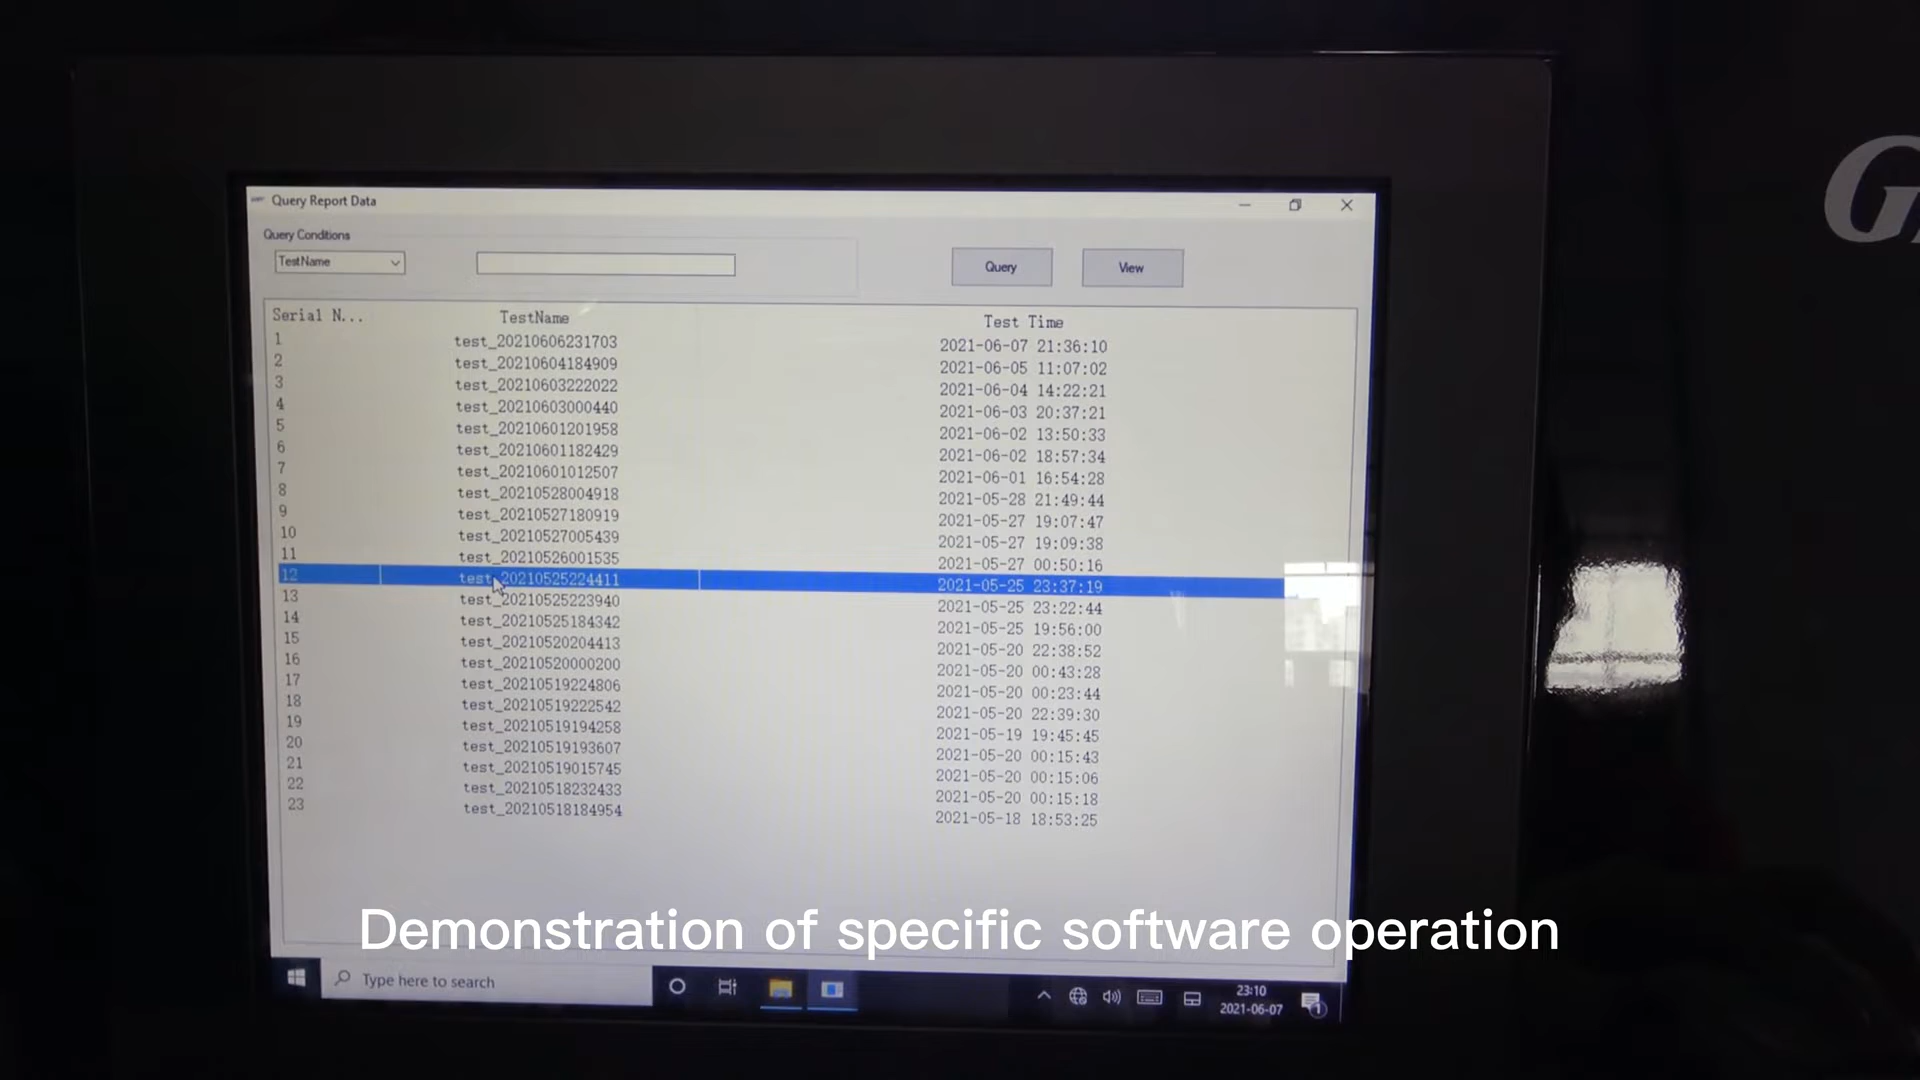 Query Report Data
Query Conditions
TestName
Query
View
Serial N... TestName Test Time
1 test_20210606231703 2021-06-07 21:36:10
2 test_20210604184909 2021-06-05 11:07:02
3 test_20210603222022 2021-06-04 14:22:21
4 test_20210603000440 2021-06-03 20:37:21
5 test_20210601201958 2021-06-02 13:50:33
6 test_20210601182429 2021-06-02 18:57:34
7 test_20210601012507 2021-06-01 16:54:28
8 test_20210528004918 2021-05-28 21:49:44
9 test_20210527180919 2021-05-27 19:07:47
10 test_20210527005439 2021-05-27 19:09:38
11 test_20210526001535 2021-05-27 00:50:16
12 test_20210525224411 2021-05-25 23:37:19
13 test_20210525223940 2021-05-25 23:22:44
14 test_20210525184342 2021-05-25 19:56:00
15 test_20210520204413 2021-05-20 22:38:52
16 test_20210520000200 2021-05-20 00:43:28
17 test_20210519224806 2021-05-20 00:23:44
18 test_20210519222542 2021-05-20 22:39:30
19 test_20210519194258 2021-05-19 19:45:45
20 test_20210519193607 2021-05-20 00:15:43
21 test_20210519015745 2021-05-20 00:15:06
22 test_20210518232433 2021-05-20 00:15:18
23 test_20210518184954 2021-05-18 18:53:25
Demonstration of specific software operation
Type here to search
23:10
2021-06-07
1